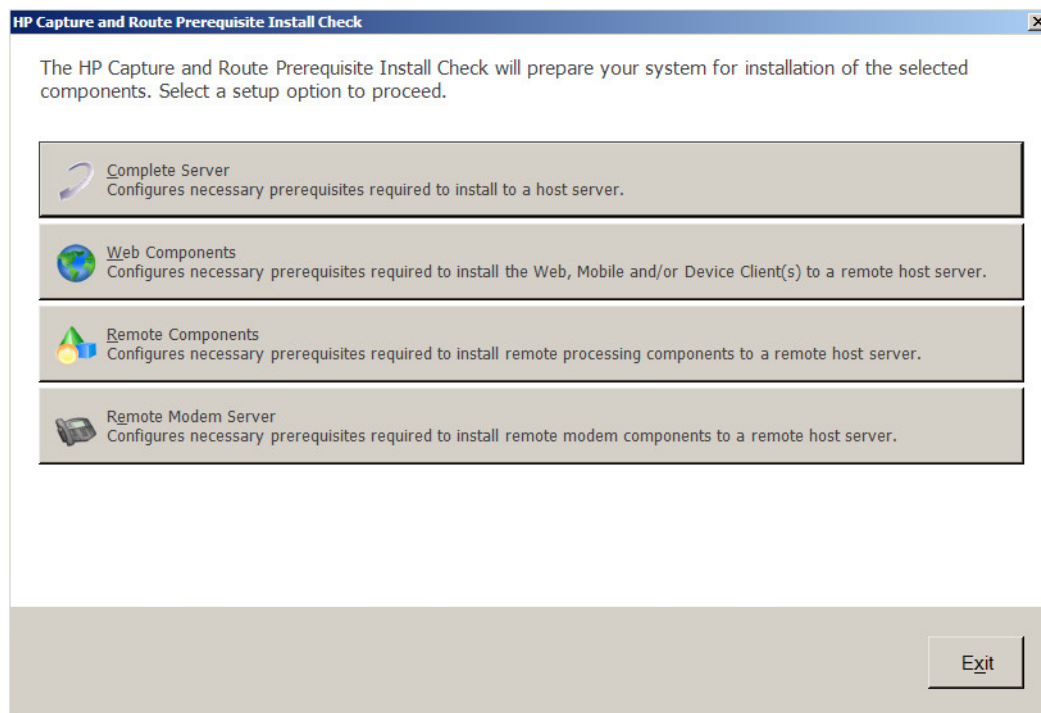 HP Capture and Route Prerequisite Install Check
The HP Capture and Route Prerequisite Install Check will prepare your system for installation of the selected
components. Select a setup option to proceed.
Complete Server
Configures necessary prerequisites required to install to a host server.
Web Components
Configures necessary prerequisites required to install the Web, Mobile and/or Device Client(s) to a remote host server.
Remote Components
Configures necessary prerequisites required to install remote processing components to a remote host server.
Remote Modem Server
Configures necessary prerequisites required to install remote modem components to a remote host server.
Exit